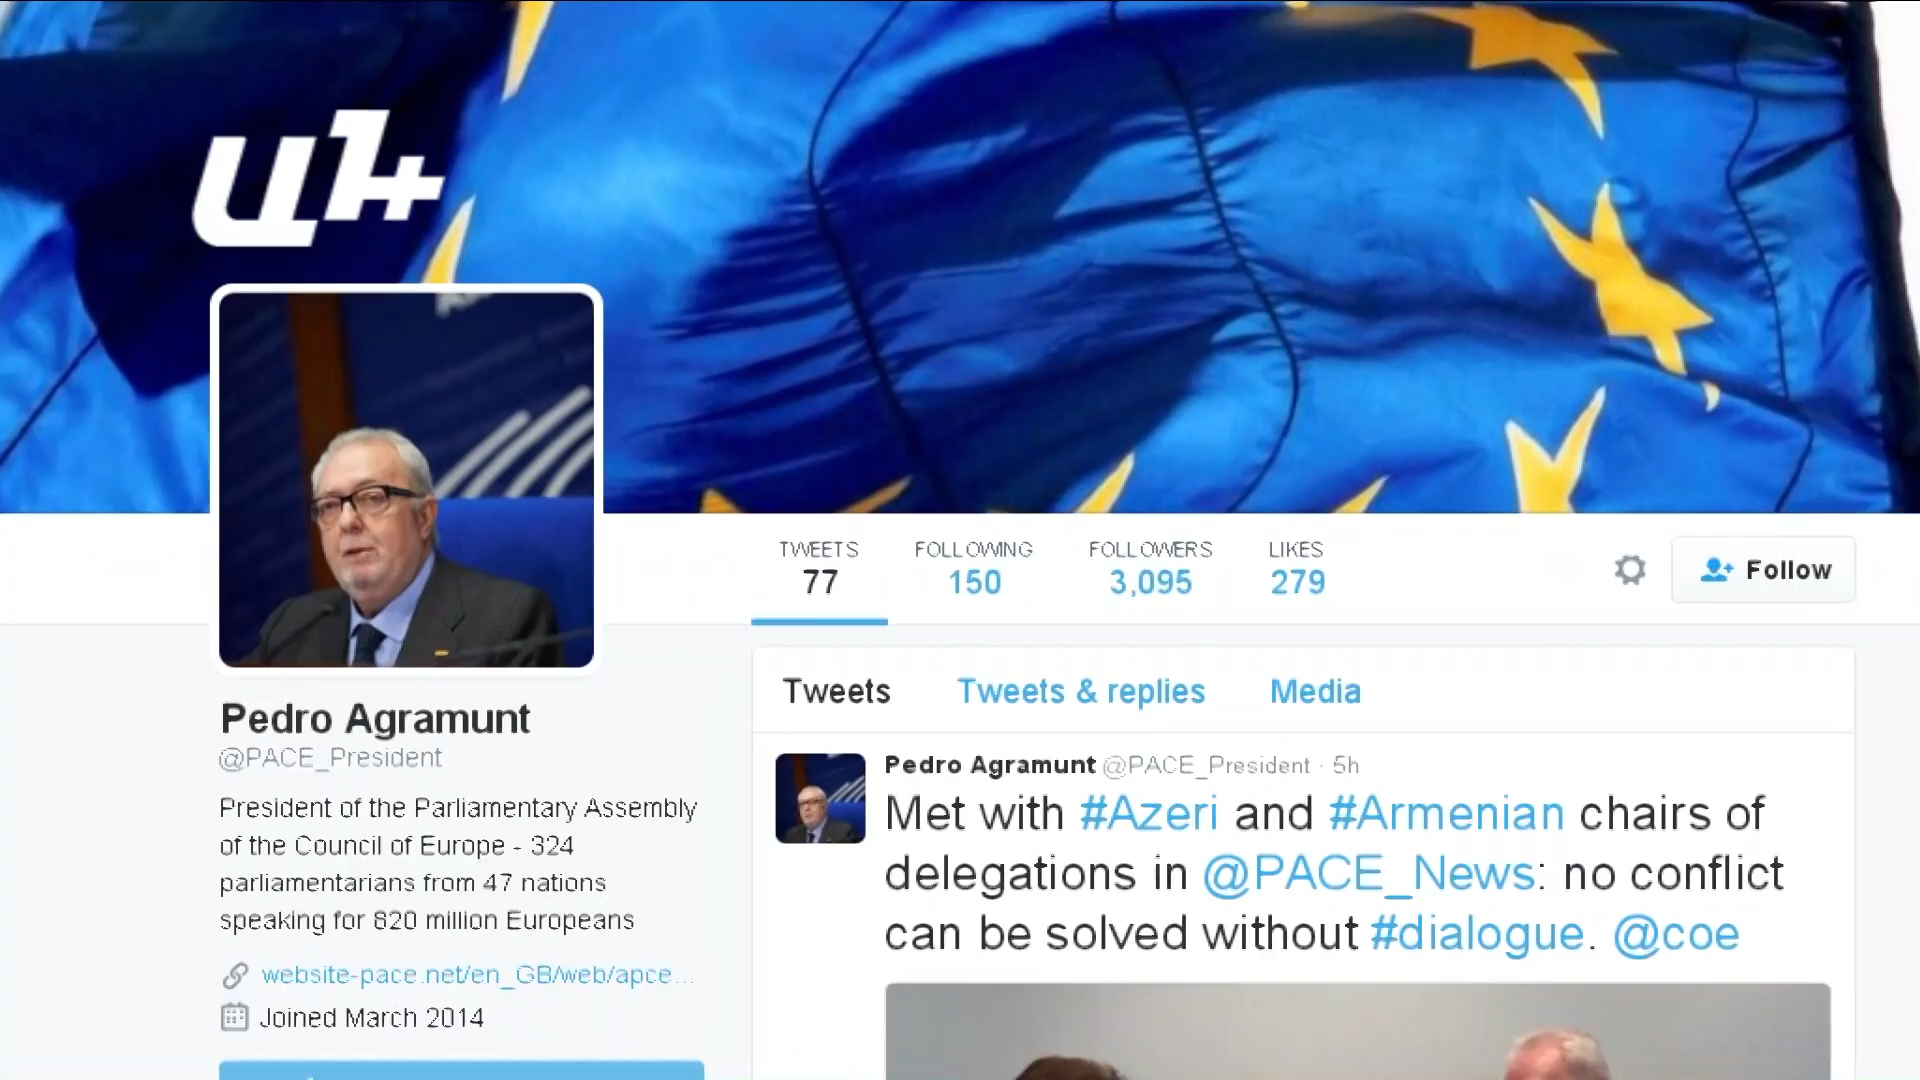 ա1+
TWEETS FOLLOWING FOLLOWERS LIKES
77 150 3,095 279
Follow
Tweets Tweets & replies Media
Pedro Agramunt
@PACE_President
President of the Parliamentary Assembly
of the Council of Europe - 324
parliamentarians from 47 nations
speaking for 820 million Europeans
website-pace.net/en_GB/web/apce...
Joined March 2014
Pedro Agramunt @PACE_President · 5h
Met with #Azeri and #Armenian chairs of
delegations in @PACE_News: no conflict
can be solved without #dialogue. @coe